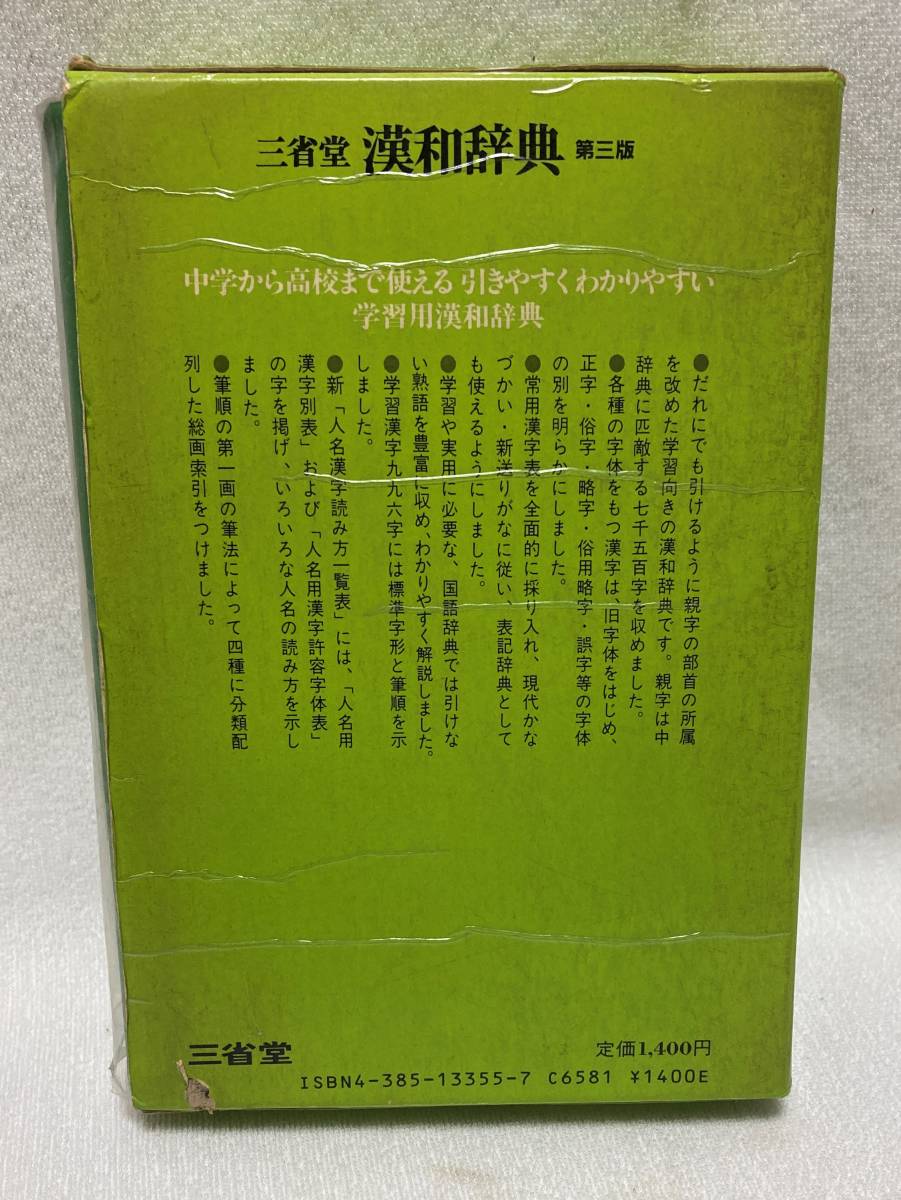 三省堂 漢和辞典 第三版
中学から高校まで使える 引きやすくわかりやすい
学習用漢和辞典
●だれにでも引けるように親字の部首の所属
を改めた学習向きの漢和辞典です。親字は中
辞典に匹敵する七千五百字を収めました。
●各種の字体をもつ漢字は、旧字体をはじめ、
正字・俗字・略字・俗用略字・誤字等の字体
の別を明らかにしました。
●常用漢字表を全面的に採り入れ、現代かな
づかい・新送りがなに従い、表記辞典として
も使えるようにしました。
●学習や実用に必要な、国語辞典では引けな
い熟語を豊富に収め、わかりやすく解説しました。
●学習漢字九九六字には標準字形と筆順を示
しました。
●新「人名漢字読み方一覧表」には、「人名用
漢字別表」および「人名用漢字許容字体表」
の字を掲げ、いろいろな人名の読み方を示し
ました。
●筆順の第一画の筆法によって四種に分類配
列した総画索引をつけました。
三省堂
定価1,400円
ISBN4-385-13355-7 C6581 ¥1400E